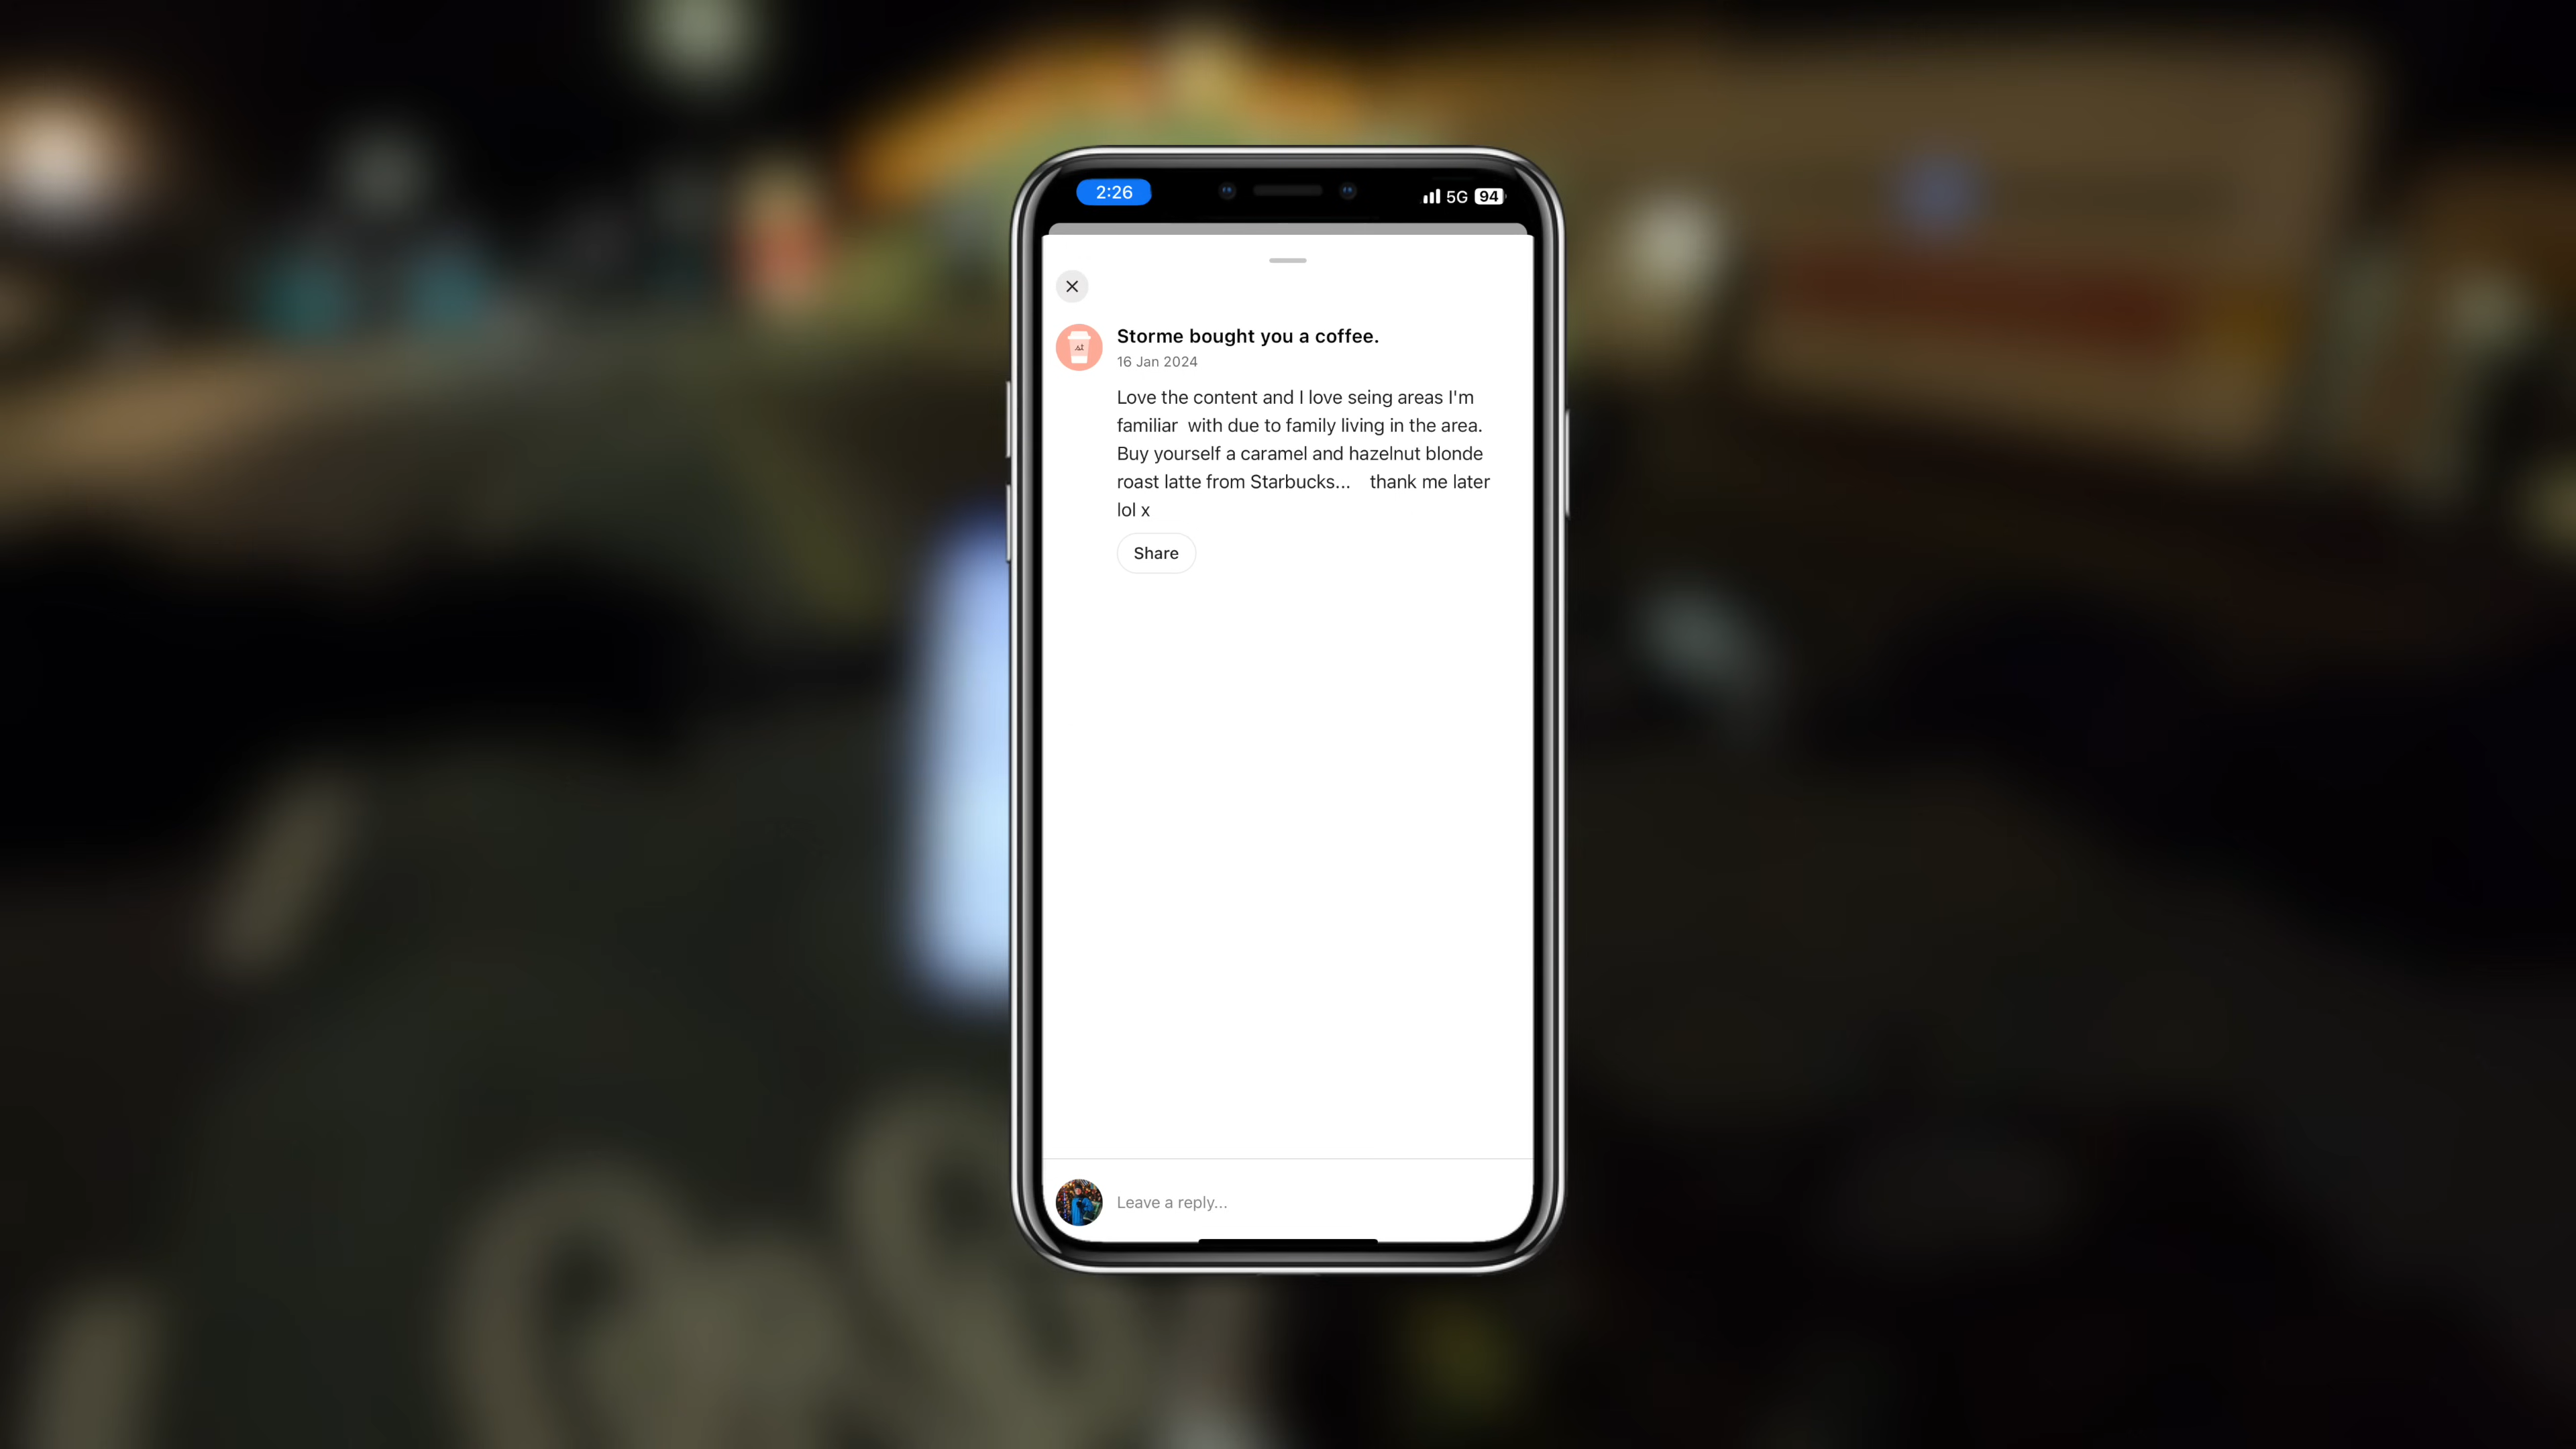 2:26
5G 94
Storme bought you a coffee.
16 Jan 2024
Love the content and I love seing areas I'm
familiar  with due to family living in the area.
Buy yourself a caramel and hazelnut blonde
roast latte from Starbucks...    thank me later
lol x
Share
Leave a reply...